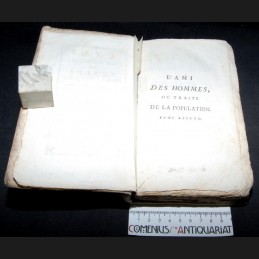 L'AMI
DES HOMMES,
OU TRAITÉ
DE LA POPULATION.
COMENIUS - ANTIQUARIAT